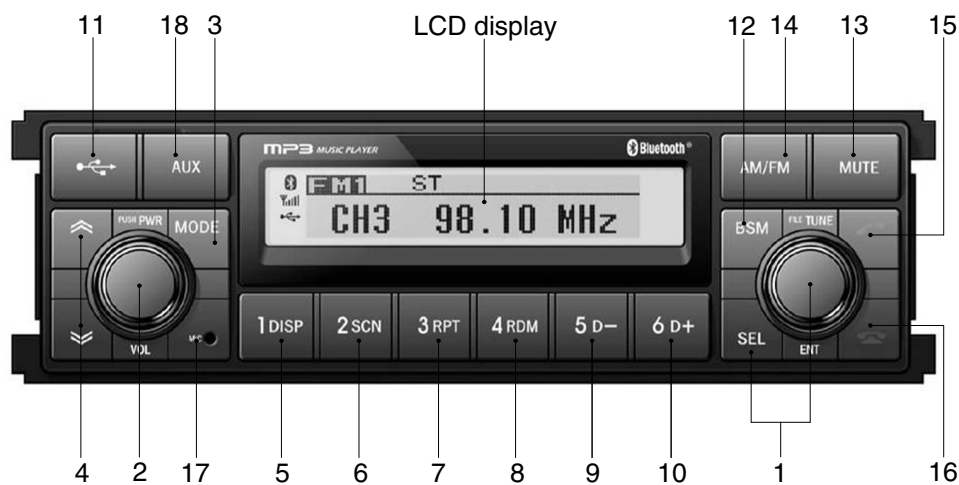 11 18 3 LCD display 12 14 13 15
MP3 MUSIC PLAYER Bluetooth®
AUX AM/FM MUTE
FM1 ST
CH3 98.10 MHz
PUSH PWR MODE BSM FILE TUNE
1 DISP 2 SCN 3 RPT 4 RDM 5 D− 6 D+
VOL MIC SEL ENT
4 2 17 5 6 7 8 9 10 1 16